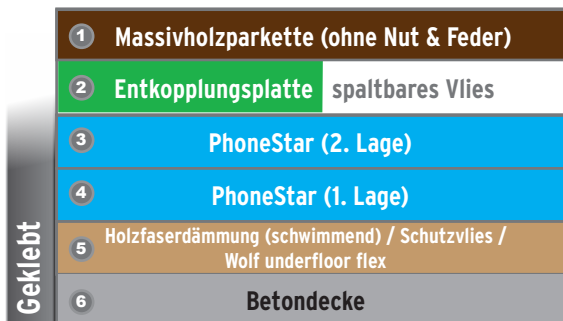 1 Massivholzparkette (ohne Nut & Feder)
2 Entkopplungsplatte spaltbares Vlies
3 PhoneStar (2. Lage)
4 PhoneStar (1. Lage)
5 Holzfaserdämmung (schwimmend) / Schutzvlies /
Wolf underfloor flex
6 Betondecke
Geklebt